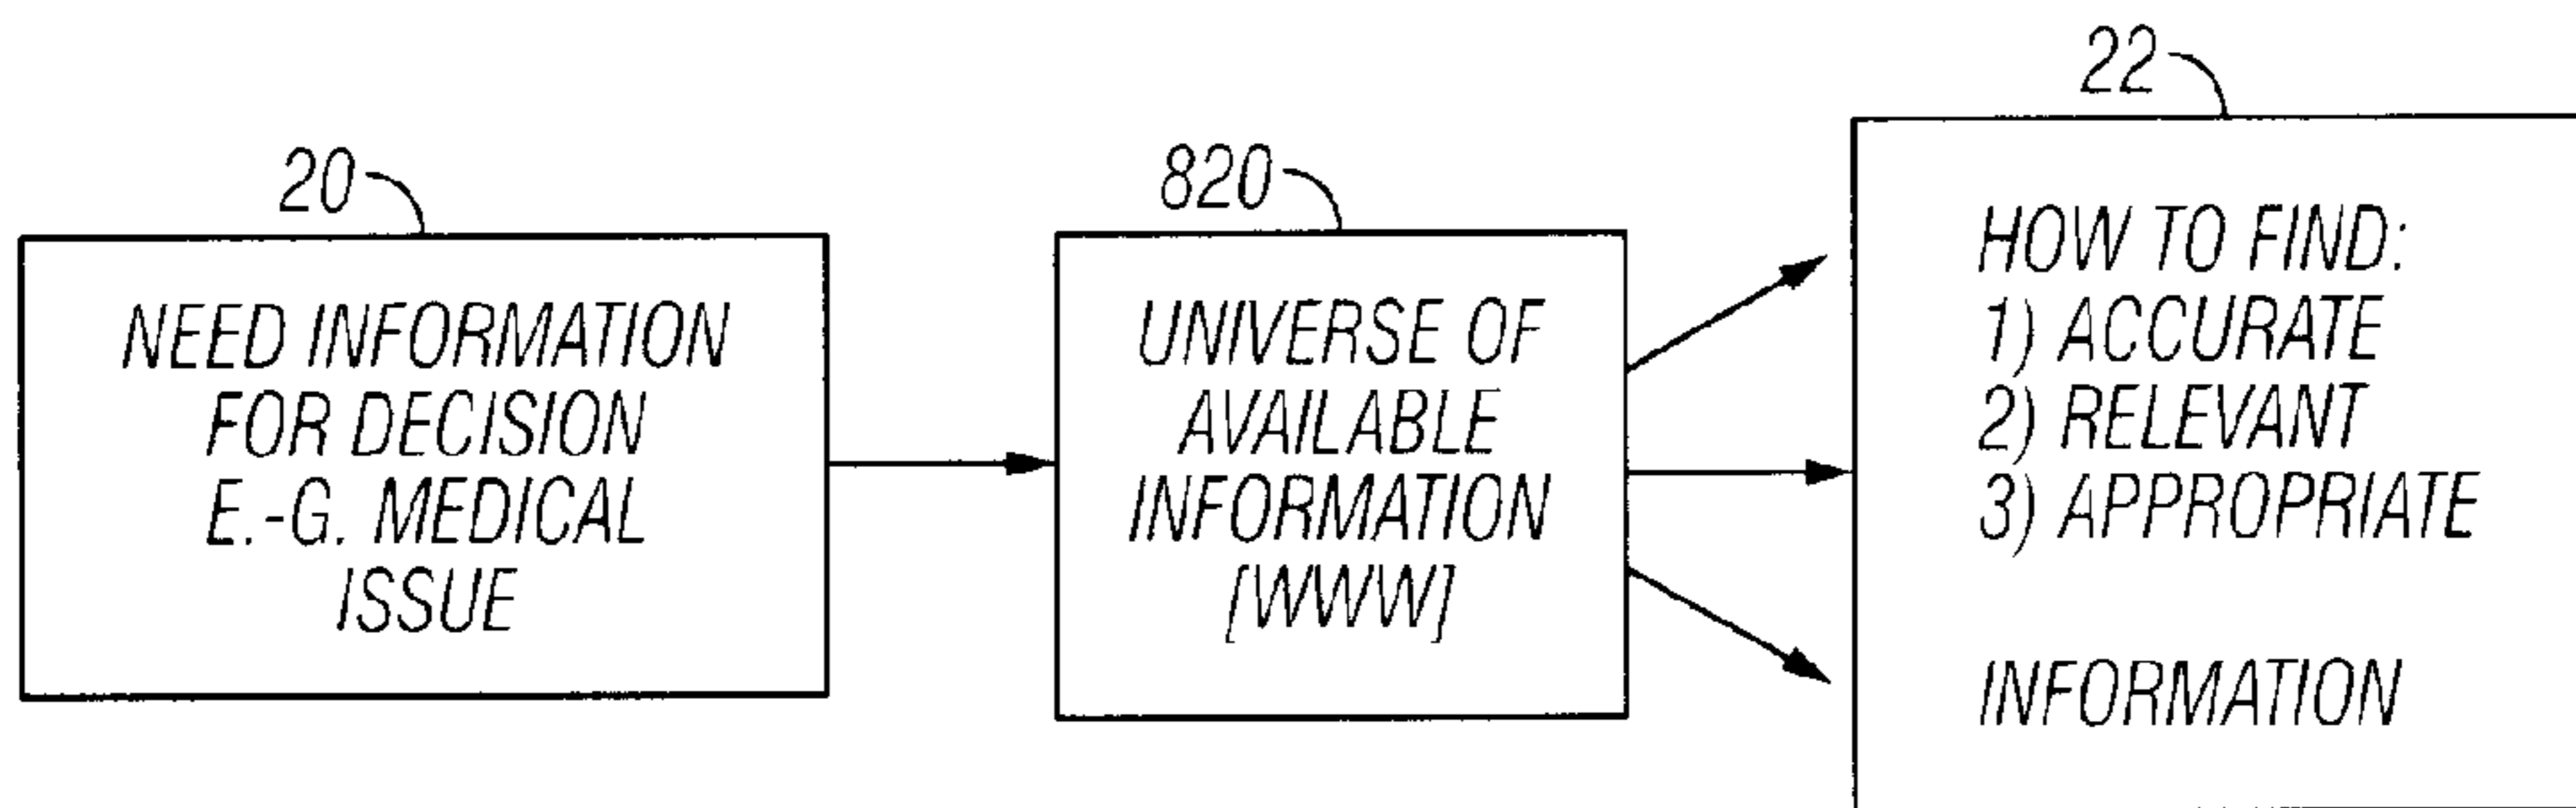 20
NEED INFORMATION
FOR DECISION
E.-G. MEDICAL
ISSUE
820
UNIVERSE OF
AVAILABLE
INFORMATION
[WWW]
22
HOW TO FIND:
1) ACCURATE
2) RELEVANT
3) APPROPRIATE
INFORMATION